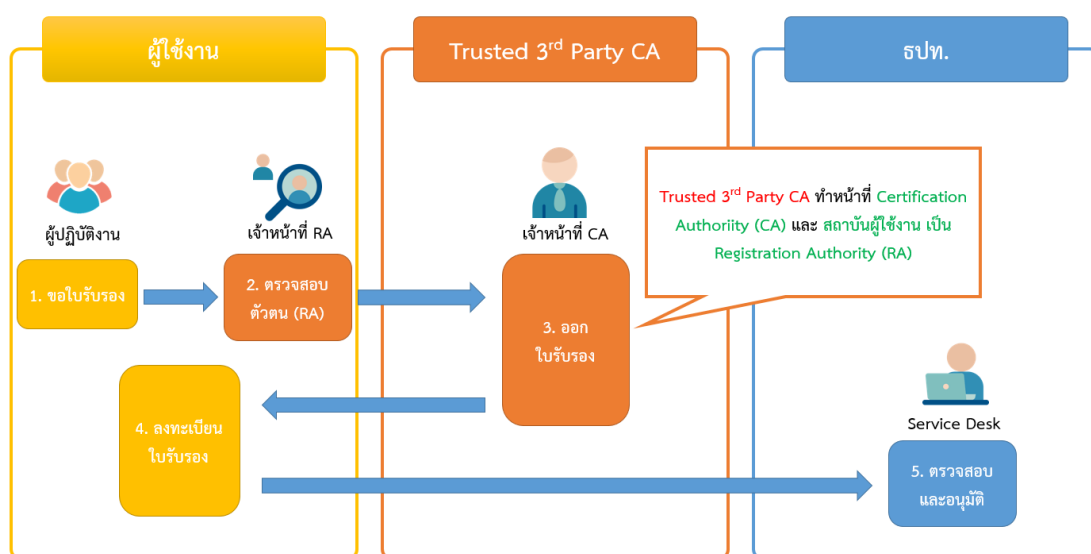 ผู้ใช้งาน
Trusted 3rd Party CA
ธปท.
ผู้ปฏิบัติงาน
เจ้าหน้าที่ RA
เจ้าหน้าที่ CA
Trusted 3rd Party CA ทำหน้าที่ Certification
Authoriity (CA) และ สถาบันผู้ใช้งาน เป็น
Registration Authority (RA)
1. ขอใบรับรอง
2. ตรวจสอบ
ตัวตน (RA)
3. ออก
ใบรับรอง
4. ลงทะเบียน
ใบรับรอง
Service Desk
5. ตรวจสอบ
และอนุมัติ